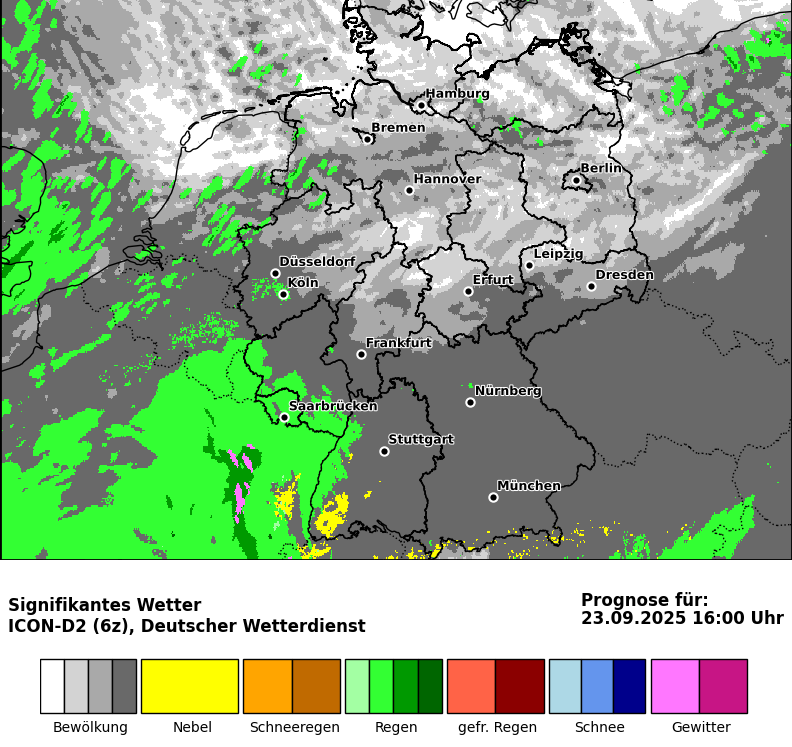 Hamburg
Bremen
Berlin
Hannover
Leipzig
Düsseldorf
Dresden
Erfurt
Köln
Frankfurt
Nürnberg
Saarbrücken
Stuttgart
München
Signifikantes Wetter
ICON-D2 (6z), Deutscher Wetterdienst
Prognose für:
23.09.2025 16:00 Uhr
Bewölkung Nebel Schneeregen Regen gefr. Regen Schnee Gewitter